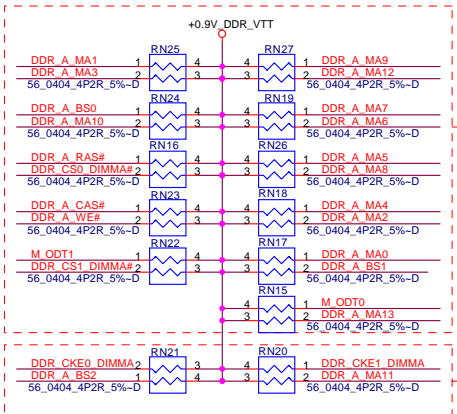 +0.9V_DDR_VTT
RN25 RN27
DDR_A_MA1 1 4 4 1 DDR_A_MA9
DDR_A_MA3 2 3 3 2 DDR_A_MA12
56_0404_4P2R_5%~D 56_0404_4P2R_5%~D
RN24 RN19
DDR_A_BS0 1 4 4 1 DDR_A_MA7
DDR_A_MA10 2 3 3 2 DDR_A_MA6
56_0404_4P2R_5%~D 56_0404_4P2R_5%~D
RN16 RN26
DDR_A_RAS# 1 4 4 1 DDR_A_MA5
DDR_CS0_DIMMA# 2 3 3 2 DDR_A_MA8
56_0404_4P2R_5%~D 56_0404_4P2R_5%~D
RN23 RN18
DDR_A_CAS# 1 4 4 1 DDR_A_MA4
DDR_A_WE# 2 3 3 2 DDR_A_MA2
56_0404_4P2R_5%~D 56_0404_4P2R_5%~D
RN22 RN17
M_ODT1 1 4 4 1 DDR_A_MA0
DDR_CS1_DIMMA# 2 3 3 2 DDR_A_BS1
56_0404_4P2R_5%~D 56_0404_4P2R_5%~D
RN15
4 1 M_ODT0
3 2 DDR_A_MA13
56_0404_4P2R_5%~D
RN21 RN20
DDR_CKE0_DIMMA 2 3 4 1 DDR_CKE1_DIMMA
DDR_A_BS2 1 4 3 2 DDR_A_MA11
56_0404_4P2R_5%~D 56_0404_4P2R_5%~D